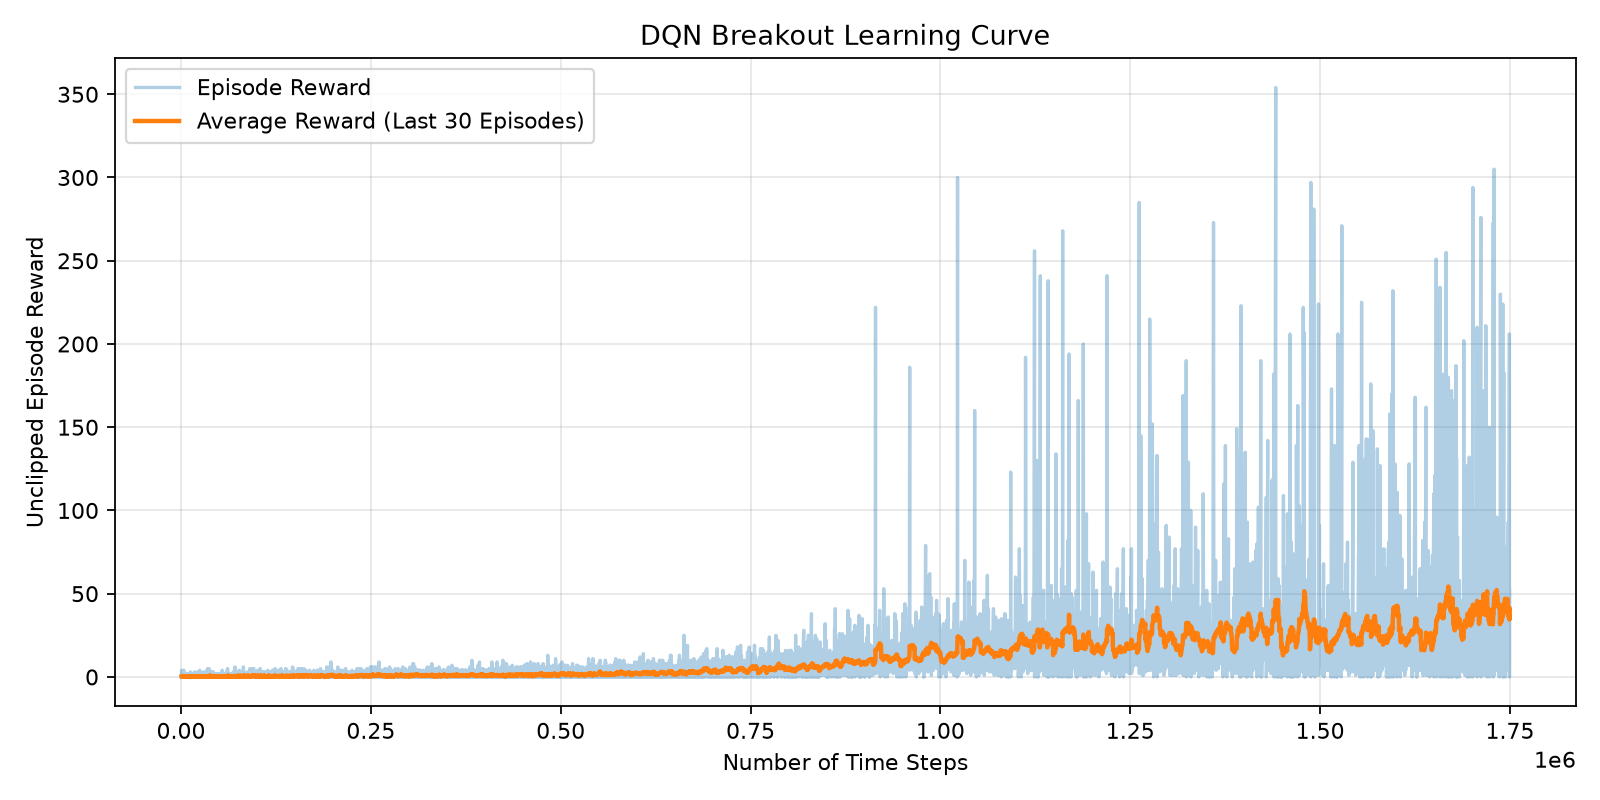 DQN Breakout Learning Curve
Episode Reward
Average Reward (Last 30 Episodes)
Unclipped Episode Reward
350
300
250
200
150
100
50
0
0.00 0.25 0.50 0.75 1.00 1.25 1.50 1.75
1e6
Number of Time Steps